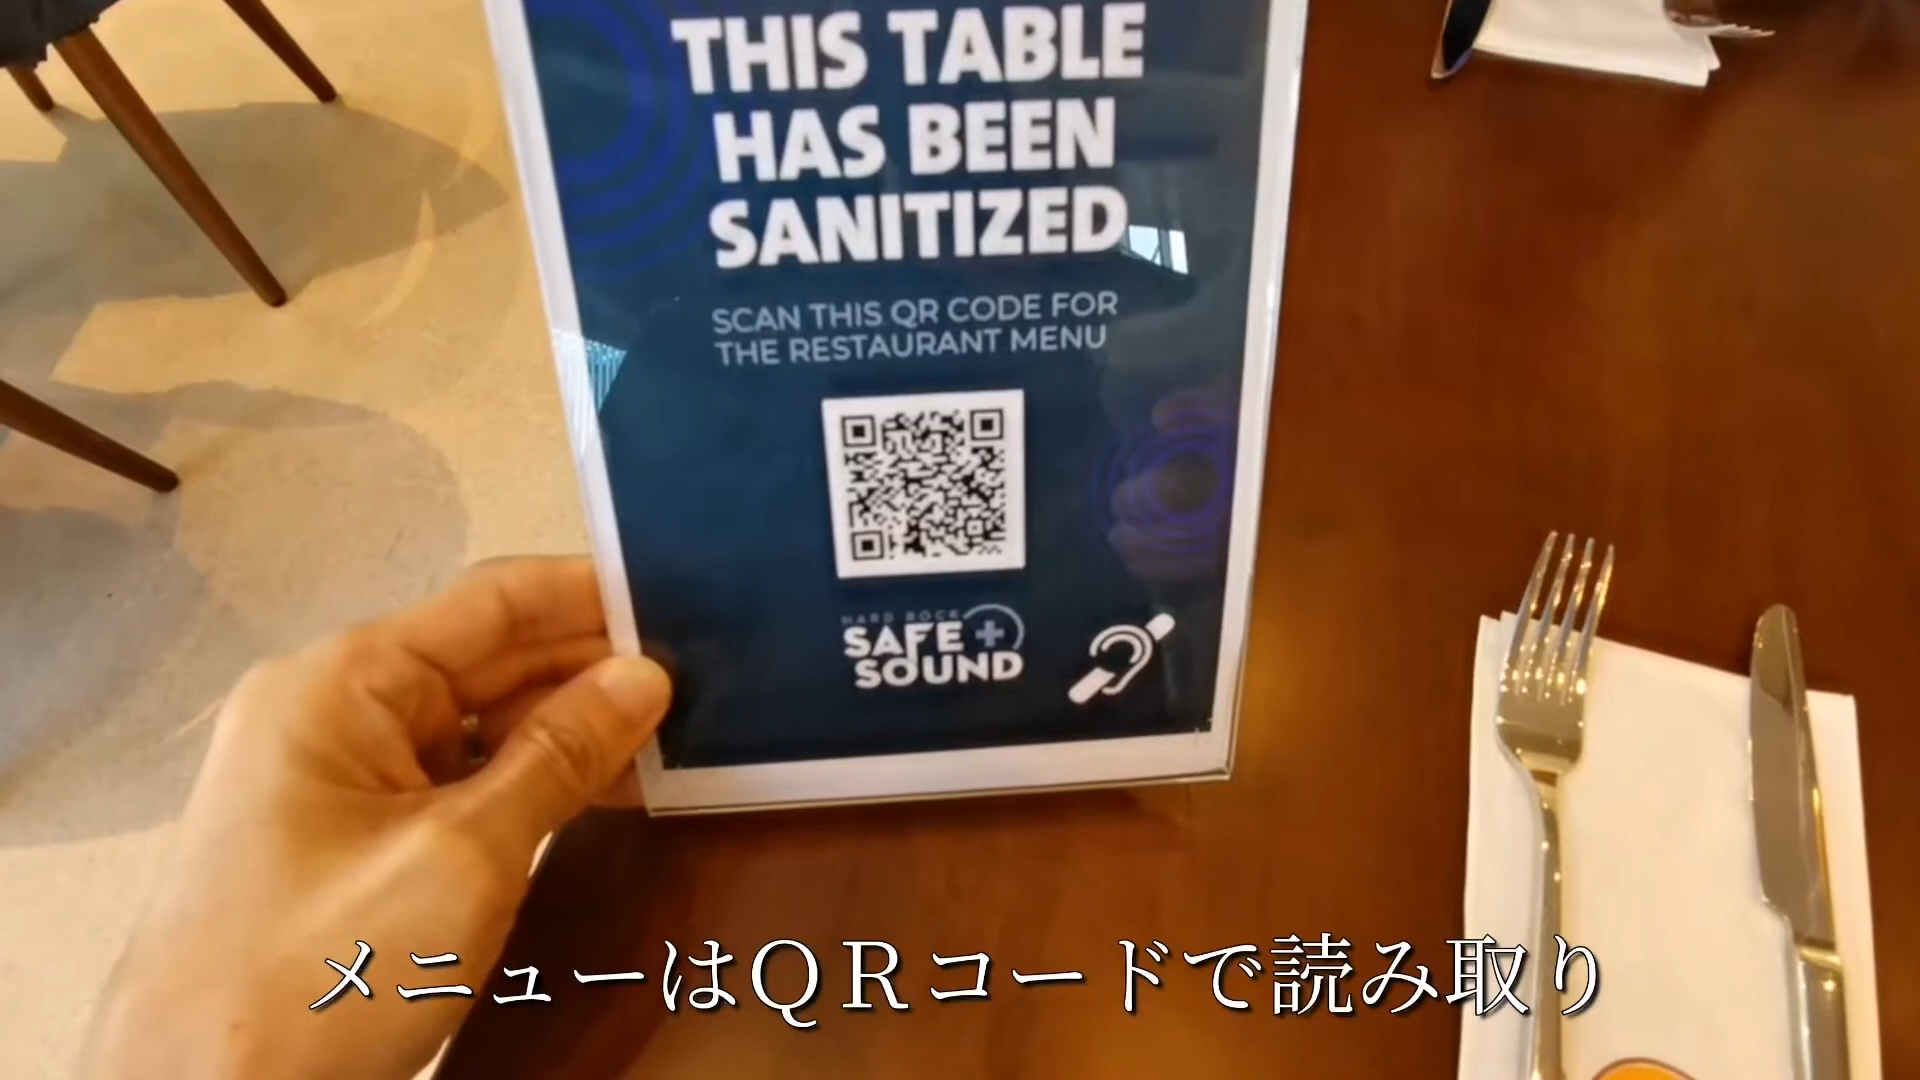 THIS TABLE
HAS BEEN
SANITIZED
SCAN THIS QR CODE FOR
THE RESTAURANT MENU
HARD ROCK
SAFE +
SOUND
メニューはＱＲコードで読み取り